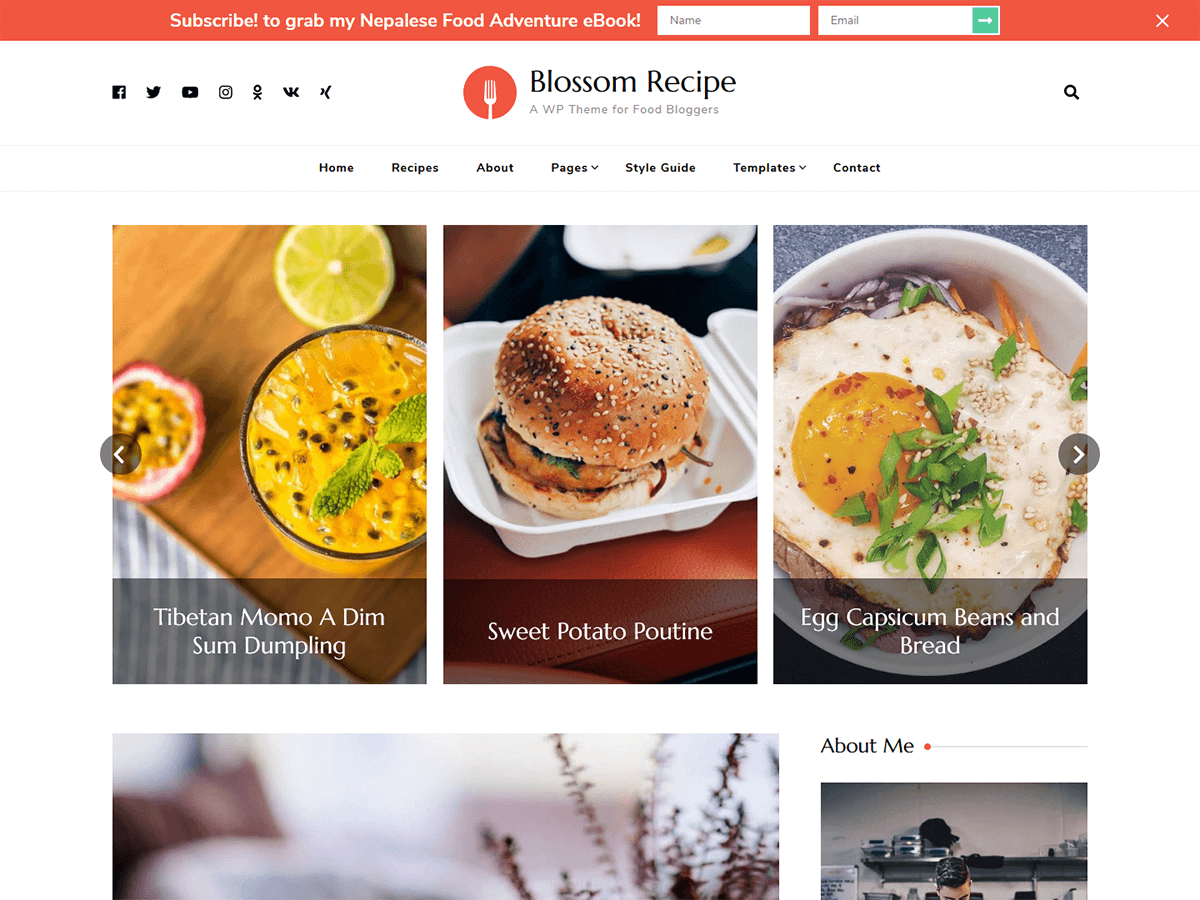 Subscribe! to grab my Nepalese Food Adventure eBook!
Name
Email
Blossom Recipe
A WP Theme for Food Bloggers
Home
Recipes
About
Pages
Style Guide
Templates
Contact
Tibetan Momo A Dim
Sum Dumpling
Sweet Potato Poutine
Egg Capsicum Beans and
Bread
About Me